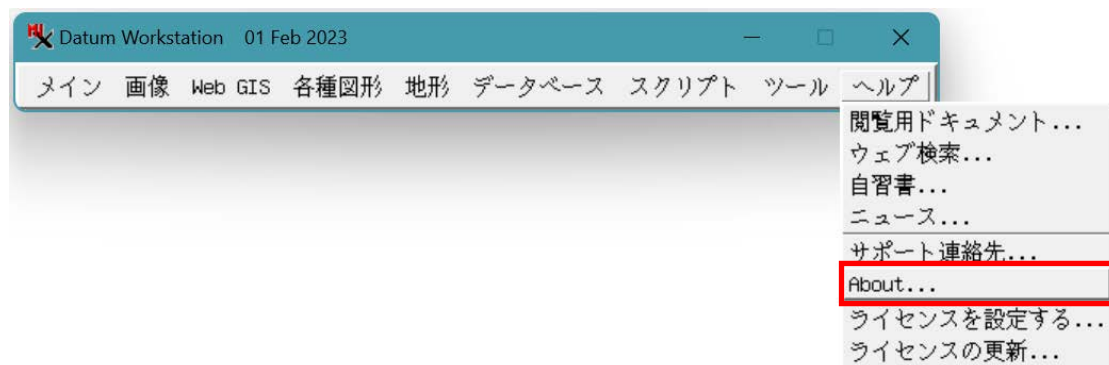 Datum Workstation 01 Feb 2023
メイン 画像 Web GIS 各種図形 地形 データベース スクリプト ツール ヘルプ
閲覧用ドキュメント...
ウェブ検索...
自習書...
ニュース...
サポート連絡先...
About...
ライセンスを設定する...
ライセンスの更新...